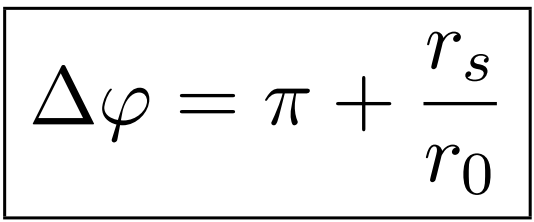 Δφ = π + r_s/r_0